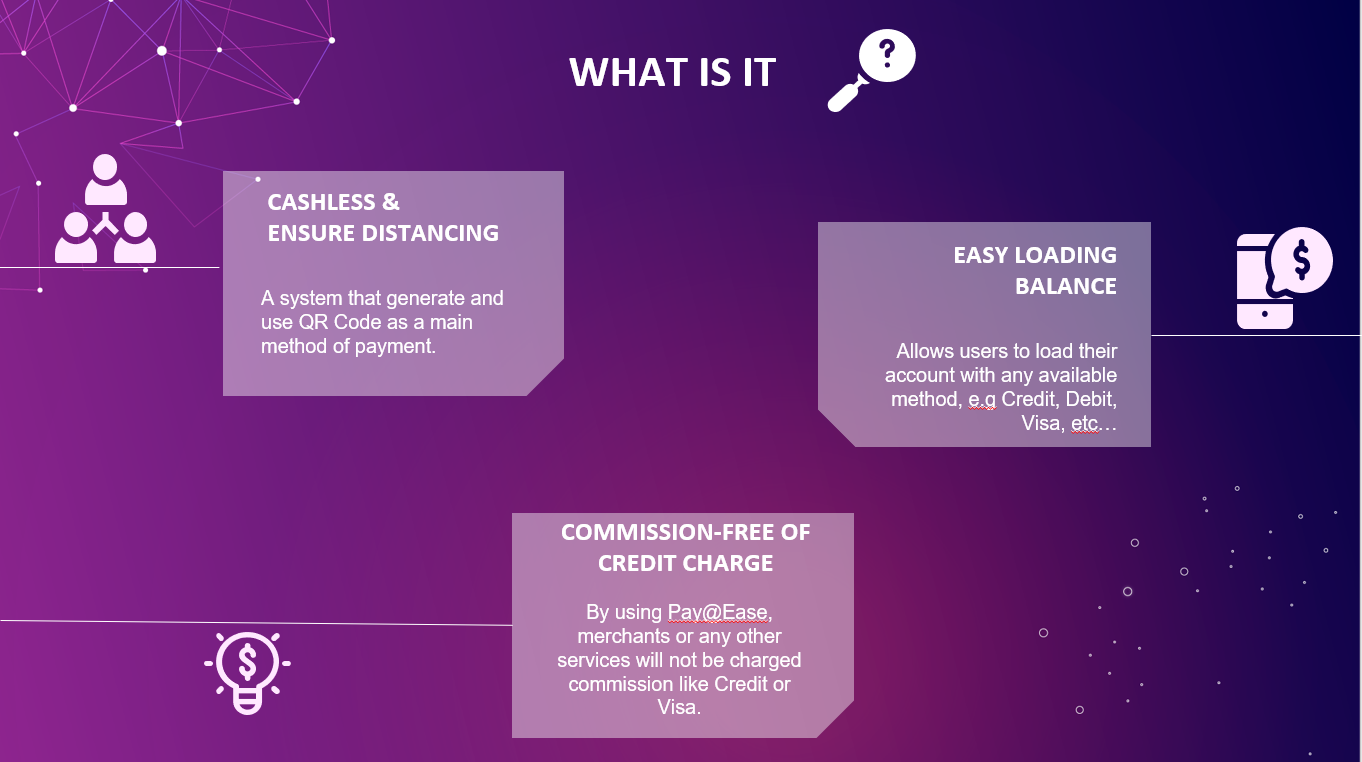 WHAT IS IT
?
CASHLESS &
ENSURE DISTANCING
A system that generate and
use QR Code as a main
method of payment.
EASY LOADING
BALANCE
$
Allows users to load their
account with any available
method, e.g Credit, Debit,
Visa, etc…
COMMISSION-FREE OF
CREDIT CHARGE
By using Pay@Ease,
merchants or any other
services will not be charged
commission like Credit or
Visa.
$